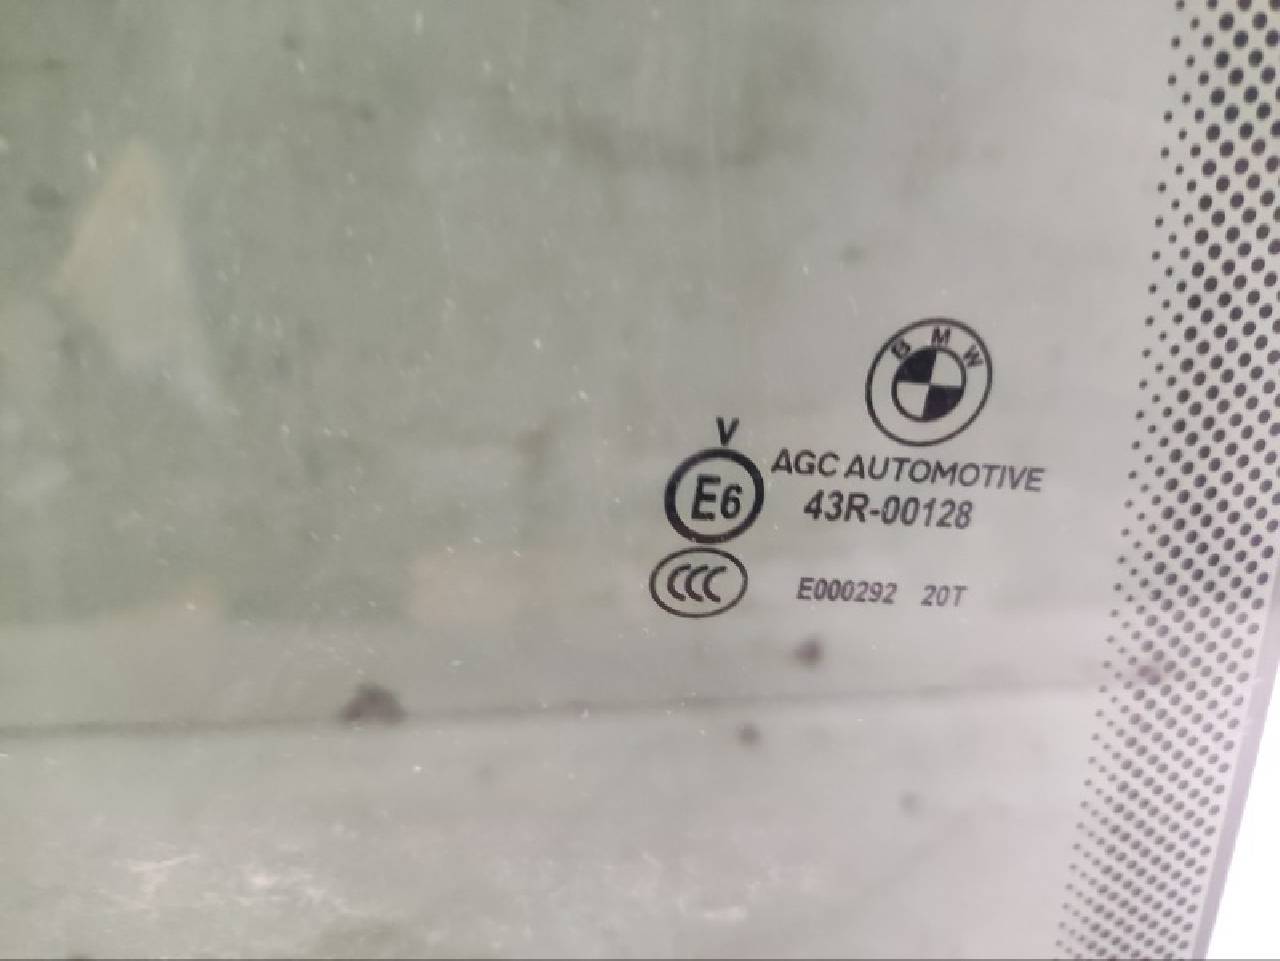 BMW
V
AGC AUTOMOTIVE
E6
43R-00128
CCC
E000292 20T